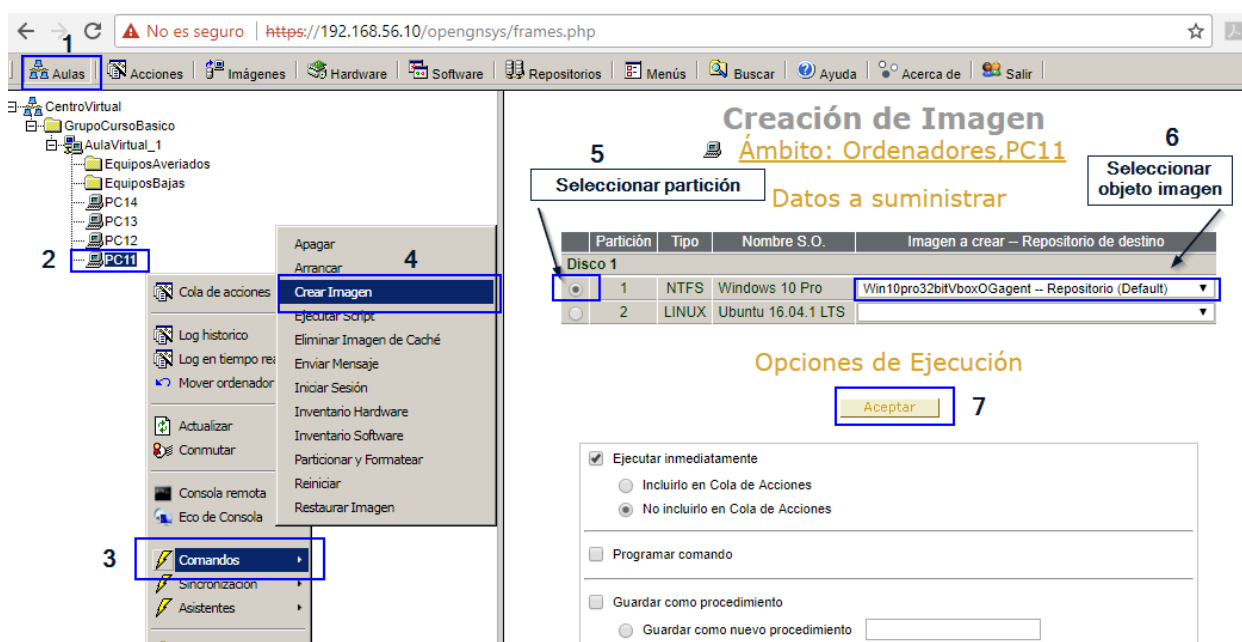 No es seguro | https://192.168.56.10/opengnsys/frames.php
1
Aulas Acciones Imágenes Hardware Software Repositorios Menús Buscar Ayuda Acerca de Salir
CentroVirtual
GrupoCursoBasico
AulaVirtual_1
EquiposAveriados
EquiposBajas
PC14
PC13
PC12
2 PC11
Cola de acciones
Log historico
Log en tiempo rea
Mover ordenador
Actualizar
Conmutar
Consola remota
Eco de Consola
3 Comandos
Sincronizacion
Asistentes
Apagar
4
Arrancar
Crear Imagen
Ejecutar Script
Eliminar Imagen de Caché
Enviar Mensaje
Iniciar Sesión
Inventario Hardware
Inventario Software
Particionar y Formatear
Reiniciar
Restaurar Imagen
Creación de Imagen
Ámbito: Ordenadores,PC11
5
Seleccionar partición
6
Seleccionar
objeto imagen
Datos a suministrar
Partición Tipo Nombre S.O. Imagen a crear -- Repositorio de destino
Disco 1
1 NTFS Windows 10 Pro Win10pro32bitVboxOGagent -- Repositorio (Default)
2 LINUX Ubuntu 16.04.1 LTS
Opciones de Ejecución
Aceptar 7
Ejecutar inmediatamente
Incluirlo en Cola de Acciones
No incluirlo en Cola de Acciones
Programar comando
Guardar como procedimiento
Guardar como nuevo procedimiento